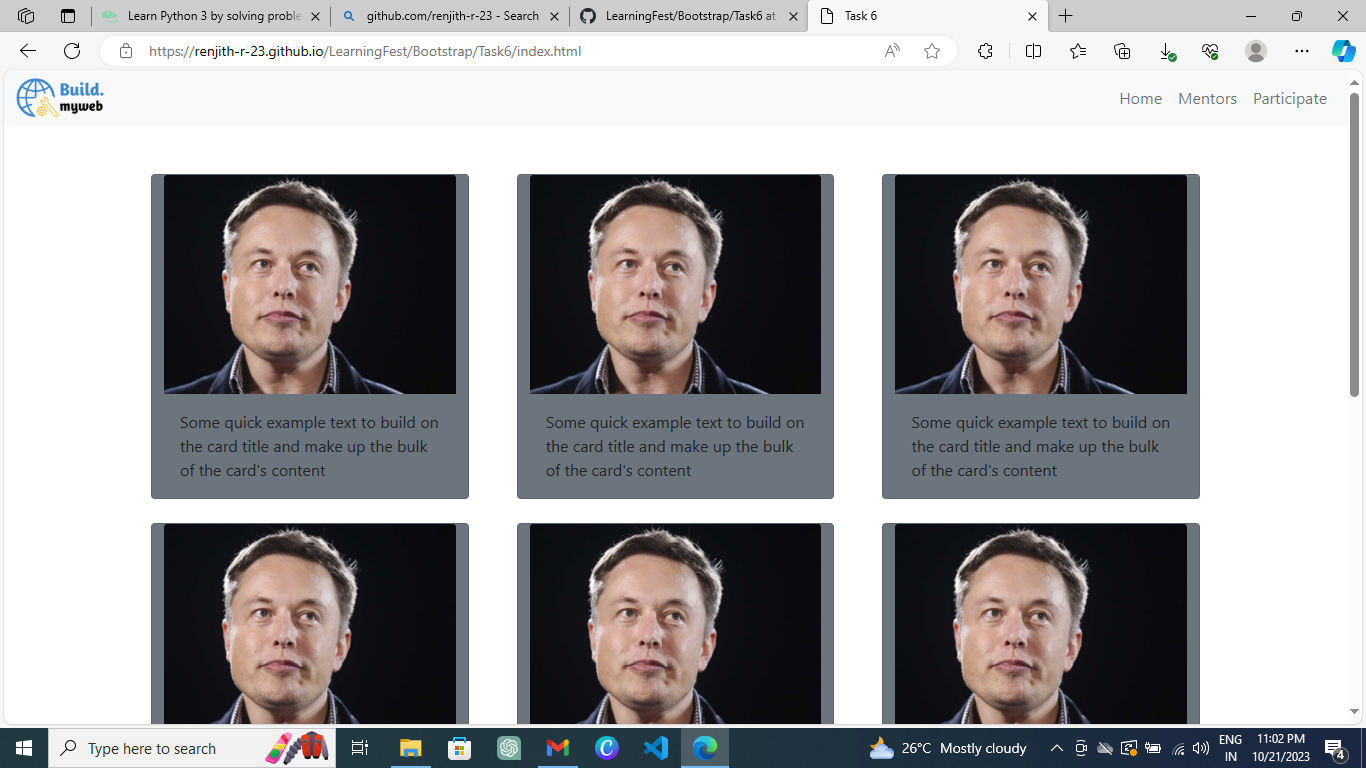 Learn Python 3 by solving proble
github.com/renjith-r-23 - Search
LearningFest/Bootstrap/Task6 at
Task 6
https://renjith-r-23.github.io/LearningFest/Bootstrap/Task6/index.html
Build.
myweb
Home Mentors Participate
Some quick example text to build on
the card title and make up the bulk
of the card's content
Some quick example text to build on
the card title and make up the bulk
of the card's content
Some quick example text to build on
the card title and make up the bulk
of the card's content
Type here to search
26°C Mostly cloudy
ENG
IN
11:02 PM
10/21/2023
4